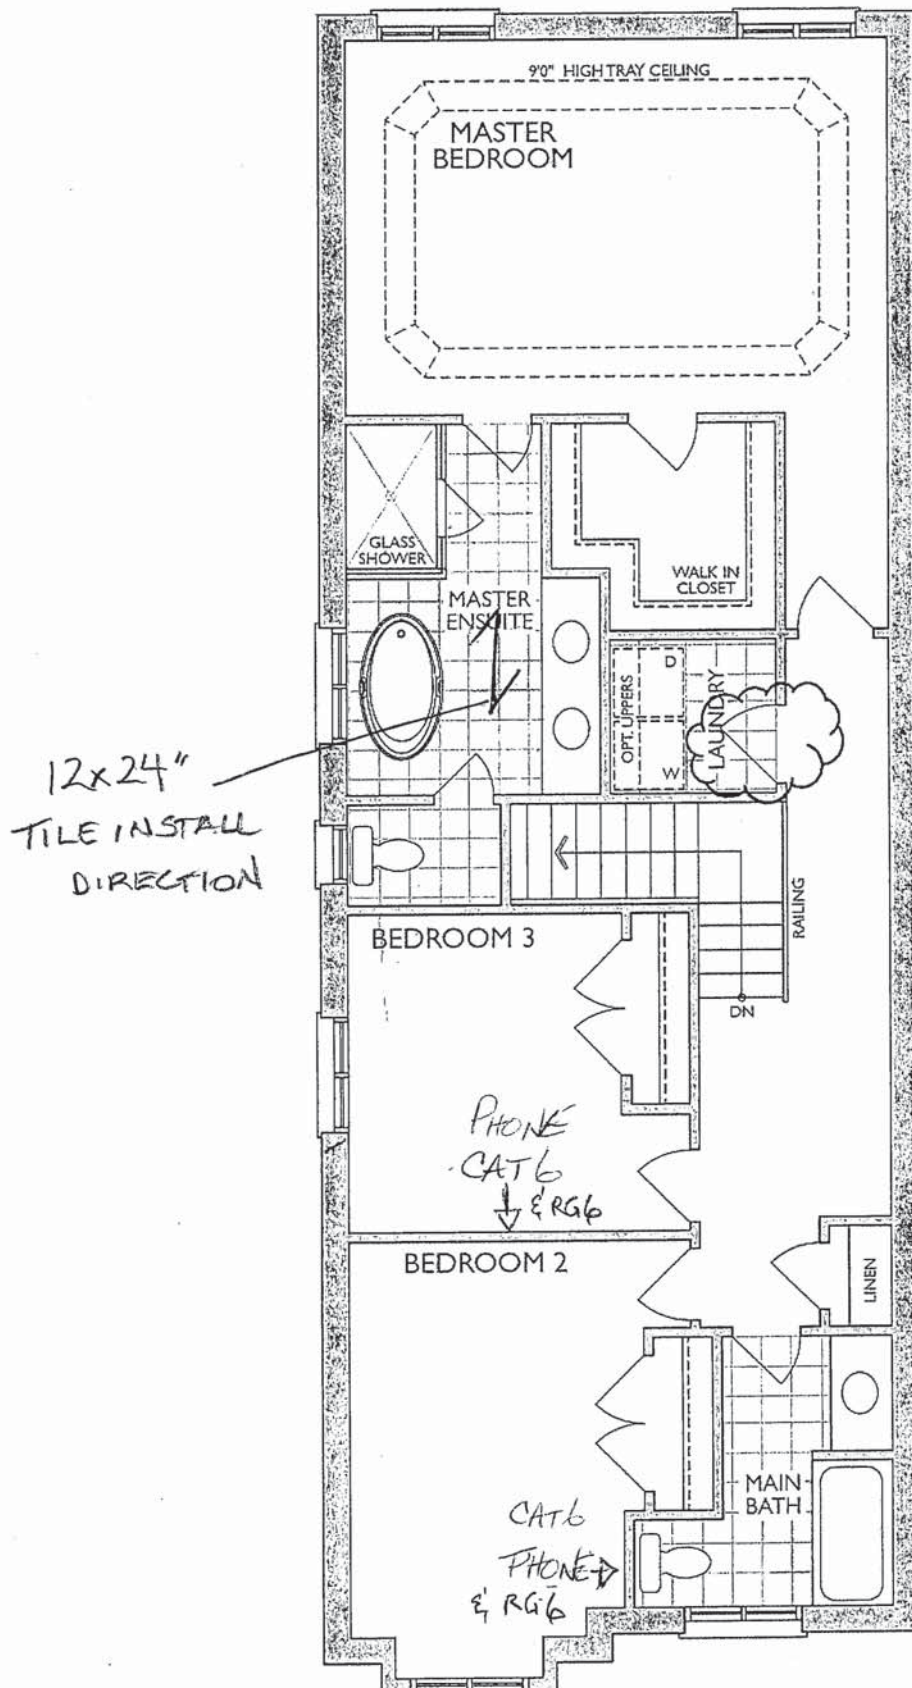 9'0" HIGH TRAY CEILING
MASTER
BEDROOM
GLASS
SHOWER
WALK IN
CLOSET
MASTER
ENSUITE
OPT. UPPERS
D
W
LAUNDRY
12x24"
TILE INSTALL
DIRECTION
RAILING
DN
BEDROOM 3
PHONE
CAT6
& RG6
BEDROOM 2
LINEN
MAIN
BATH
CAT6
PHONE
& RG6